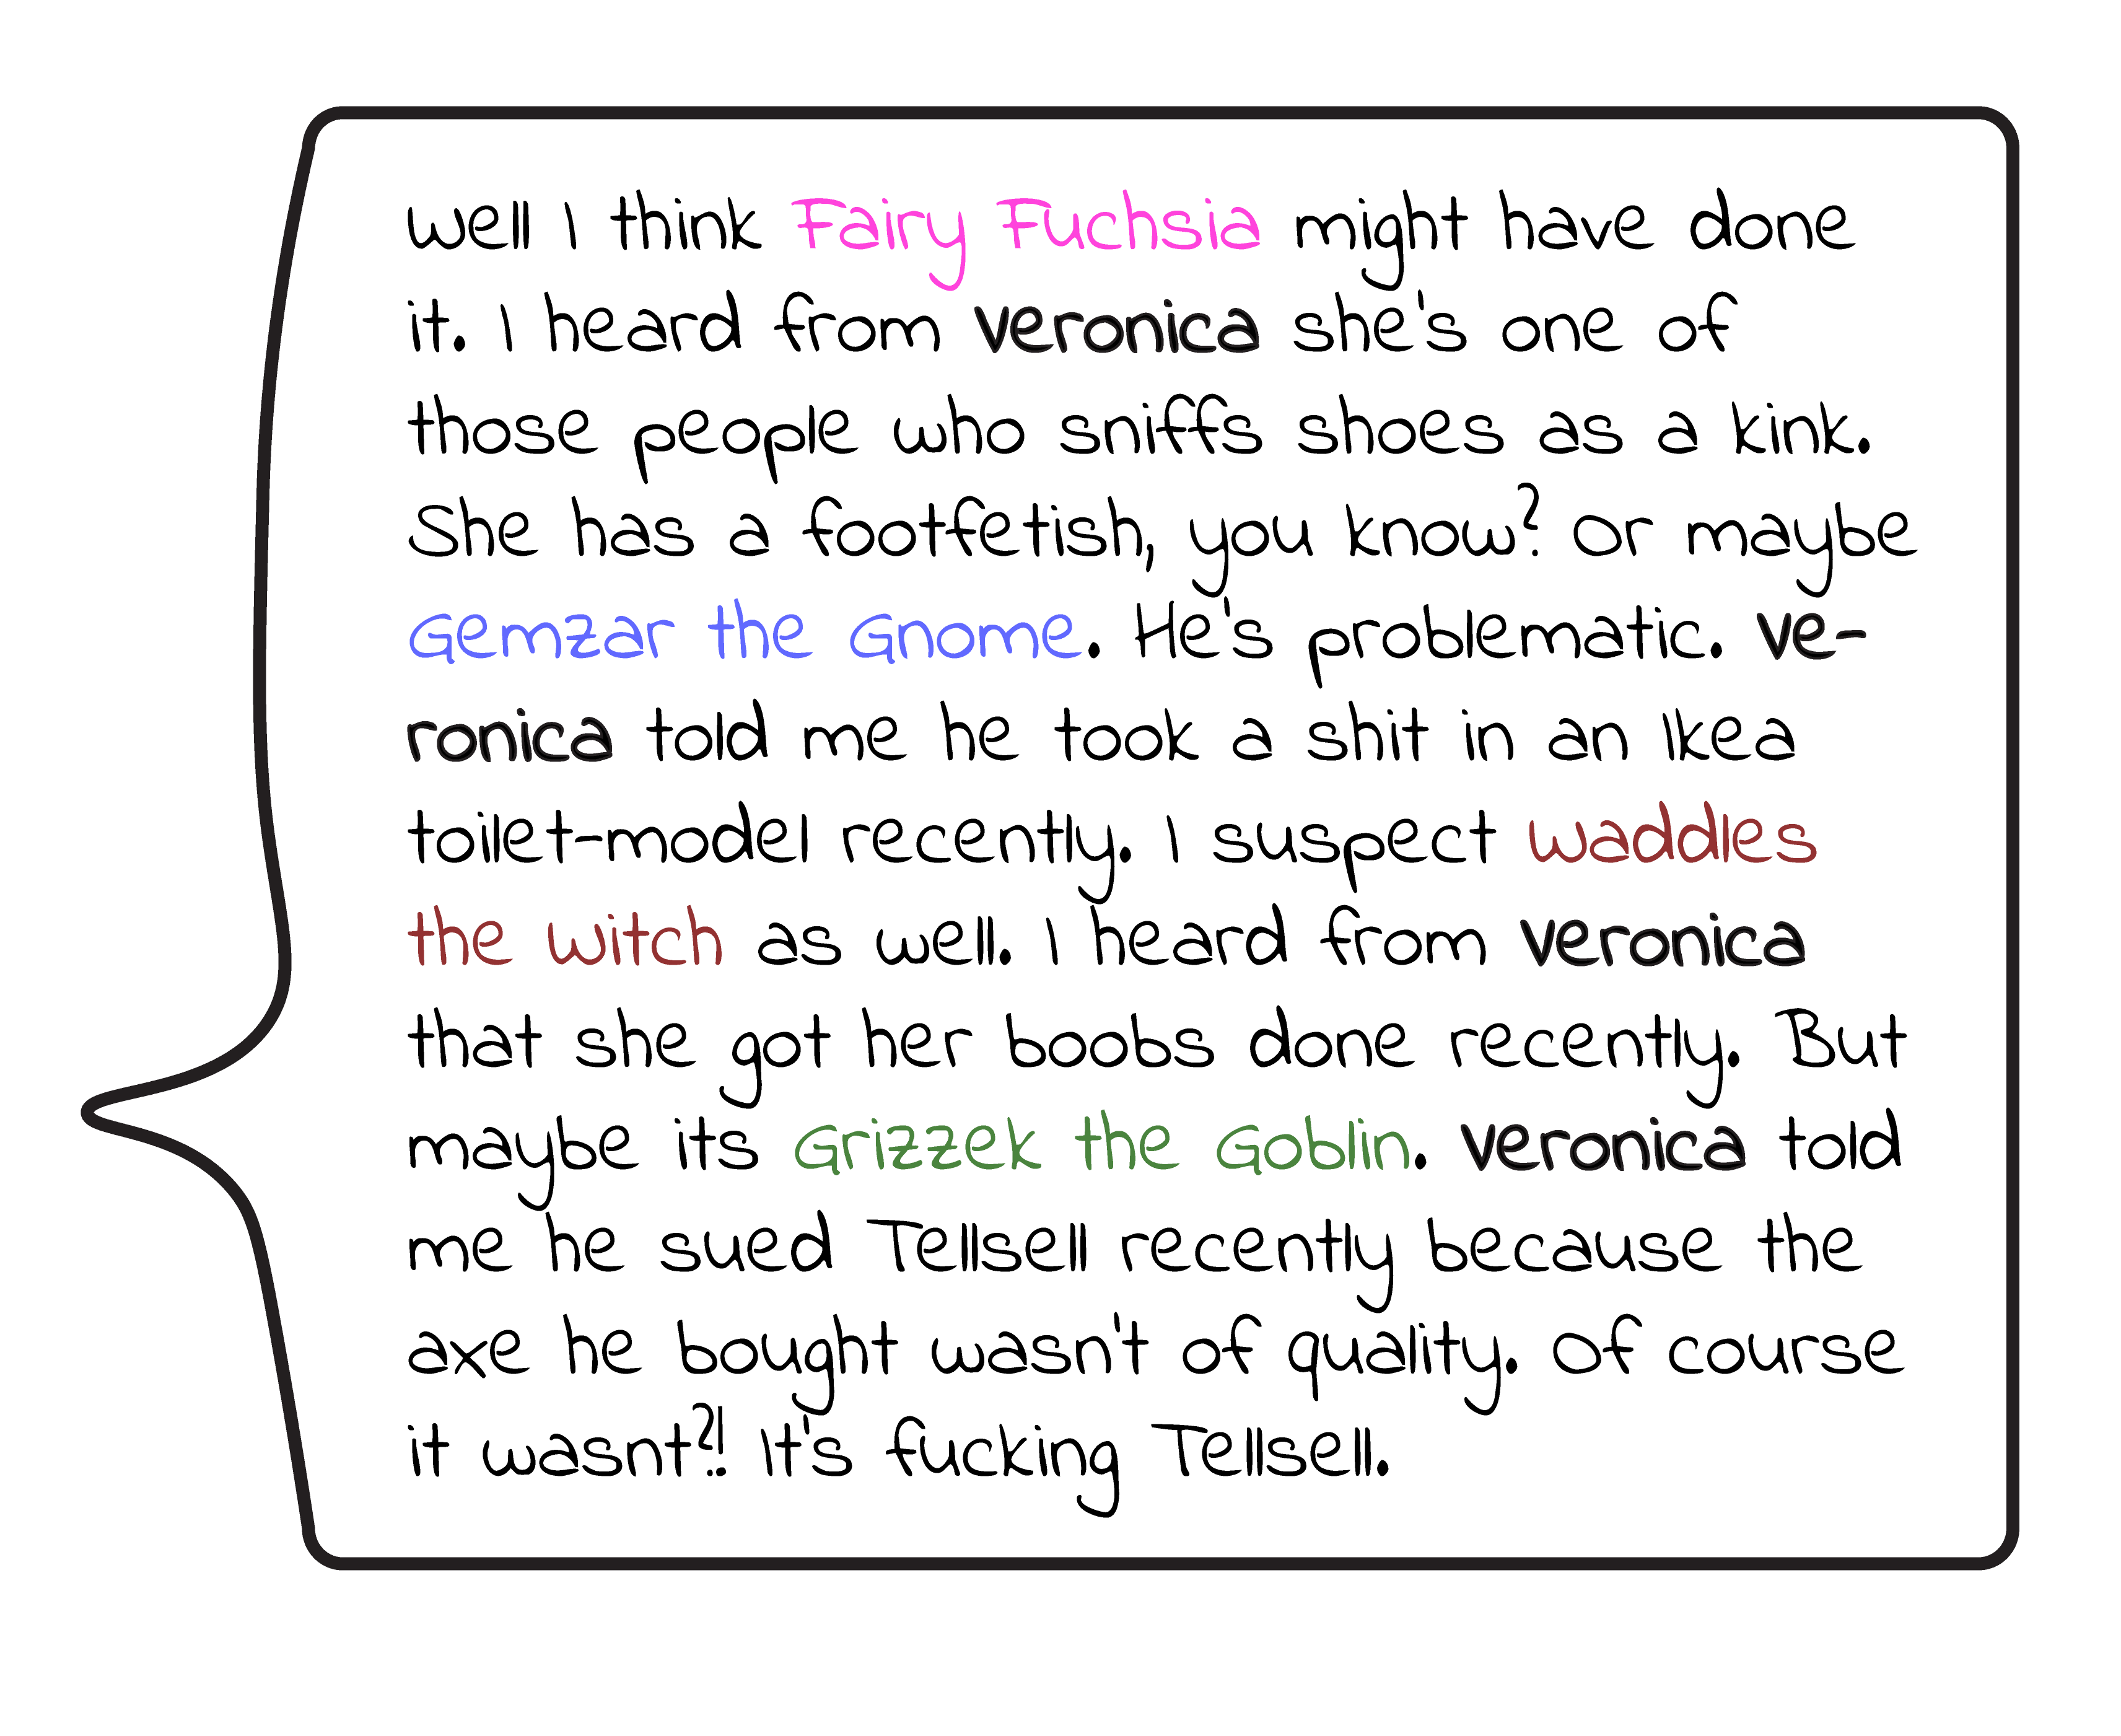 Well I think Fairy Fuchsia might have done
it. I heard from Veronica she's one of
those people who sniffs shoes as a kink.
She has a footfetish, you know? Or maybe
Gemzar the Gnome. He's problematic. Ve-
ronica told me he took a shit in an Ikea
toilet-model recently. I suspect Waddles
the Witch as well. I heard from Veronica
that she got her boobs done recently. But
maybe its Grizzek the Goblin. Veronica told
me he sued Tellsell recently because the
axe he bought wasn't of quality. Of course
it wasnt?! It's fucking Tellsell.